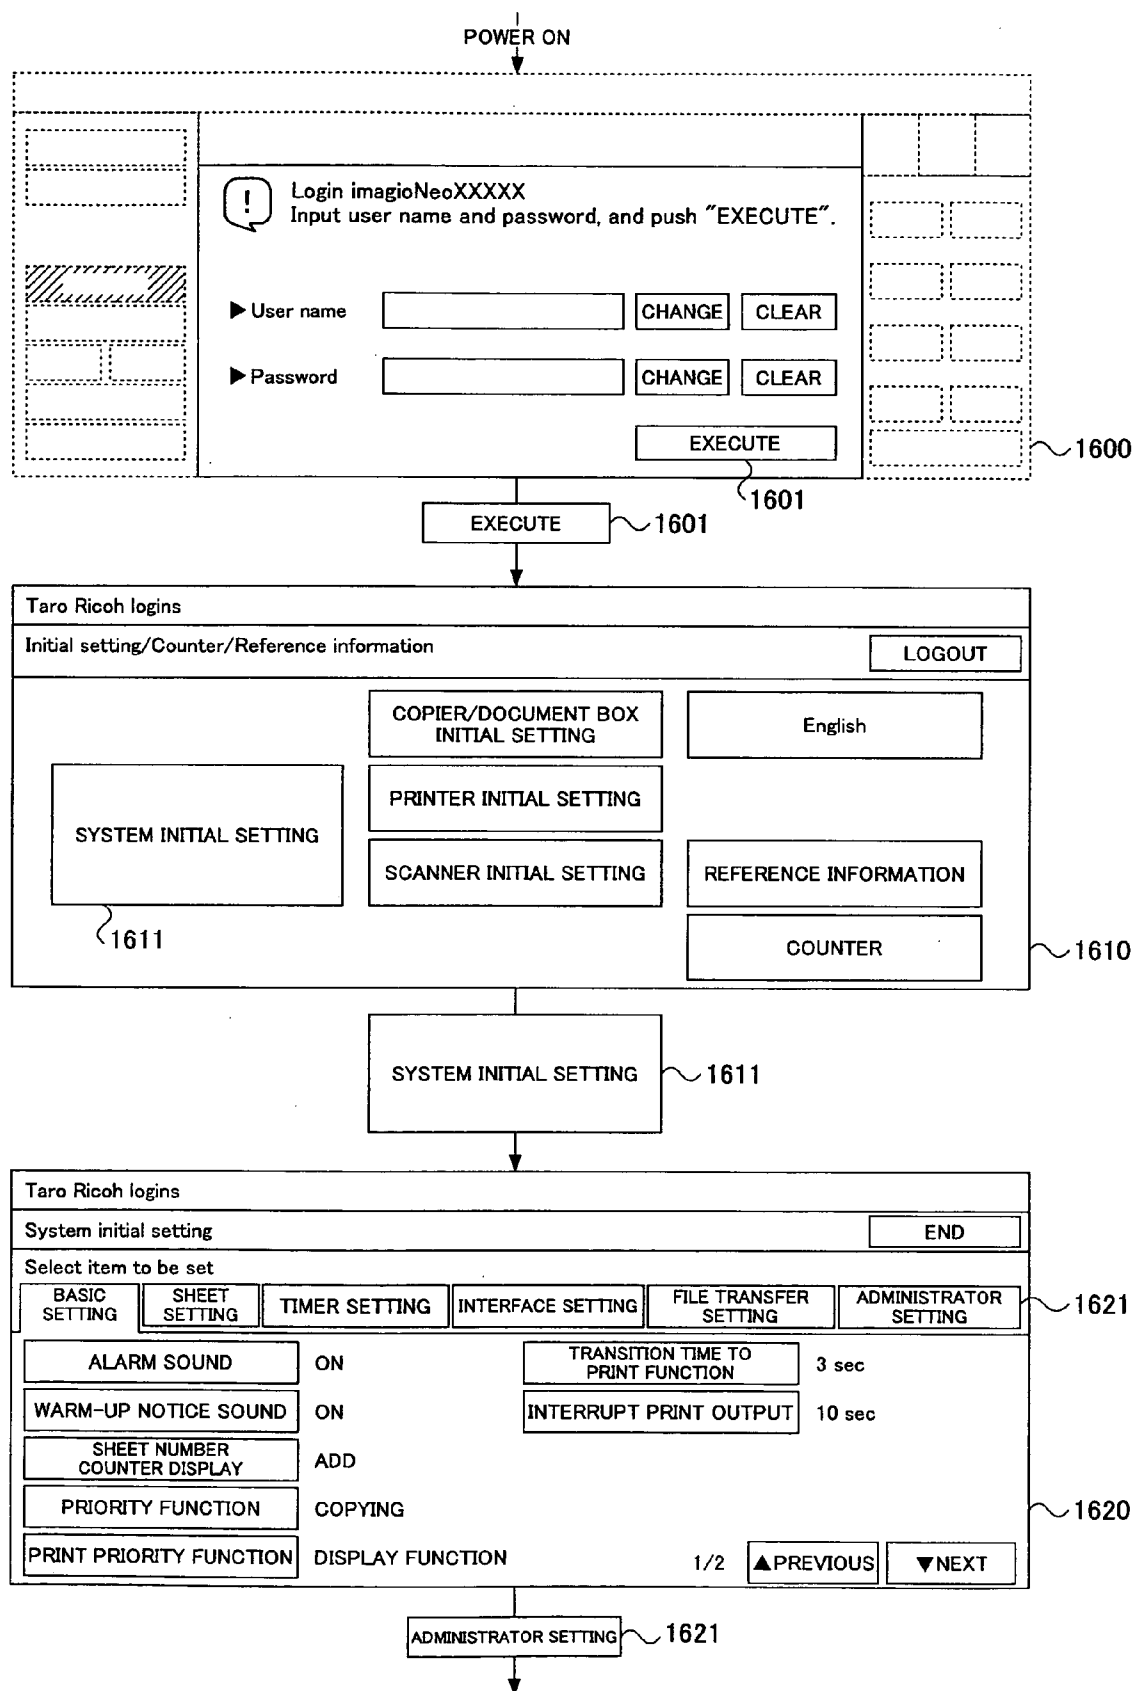 POWER ON
Login imagioNeoXXXXX
Input user name and password, and push "EXECUTE".
▶User name CHANGE CLEAR
▶Password CHANGE CLEAR
EXECUTE
1600
1601
EXECUTE 1601
Taro Ricoh logins
Initial setting/Counter/Reference information LOGOUT
COPIER/DOCUMENT BOX
INITIAL SETTING
English
SYSTEM INITIAL SETTING
PRINTER INITIAL SETTING
SCANNER INITIAL SETTING
REFERENCE INFORMATION
1611
COUNTER
1610
SYSTEM INITIAL SETTING 1611
Taro Ricoh logins
System initial setting END
Select item to be set
BASIC
SETTING
SHEET
SETTING
TIMER SETTING
INTERFACE SETTING
FILE TRANSFER
SETTING
ADMINISTRATOR
SETTING
1621
ALARM SOUND ON
TRANSITION TIME TO
PRINT FUNCTION
3 sec
WARM-UP NOTICE SOUND ON
INTERRUPT PRINT OUTPUT 10 sec
SHEET NUMBER
COUNTER DISPLAY
ADD
PRIORITY FUNCTION COPYING
1620
PRINT PRIORITY FUNCTION DISPLAY FUNCTION
1/2 ▲PREVIOUS ▼NEXT
ADMINISTRATOR SETTING 1621